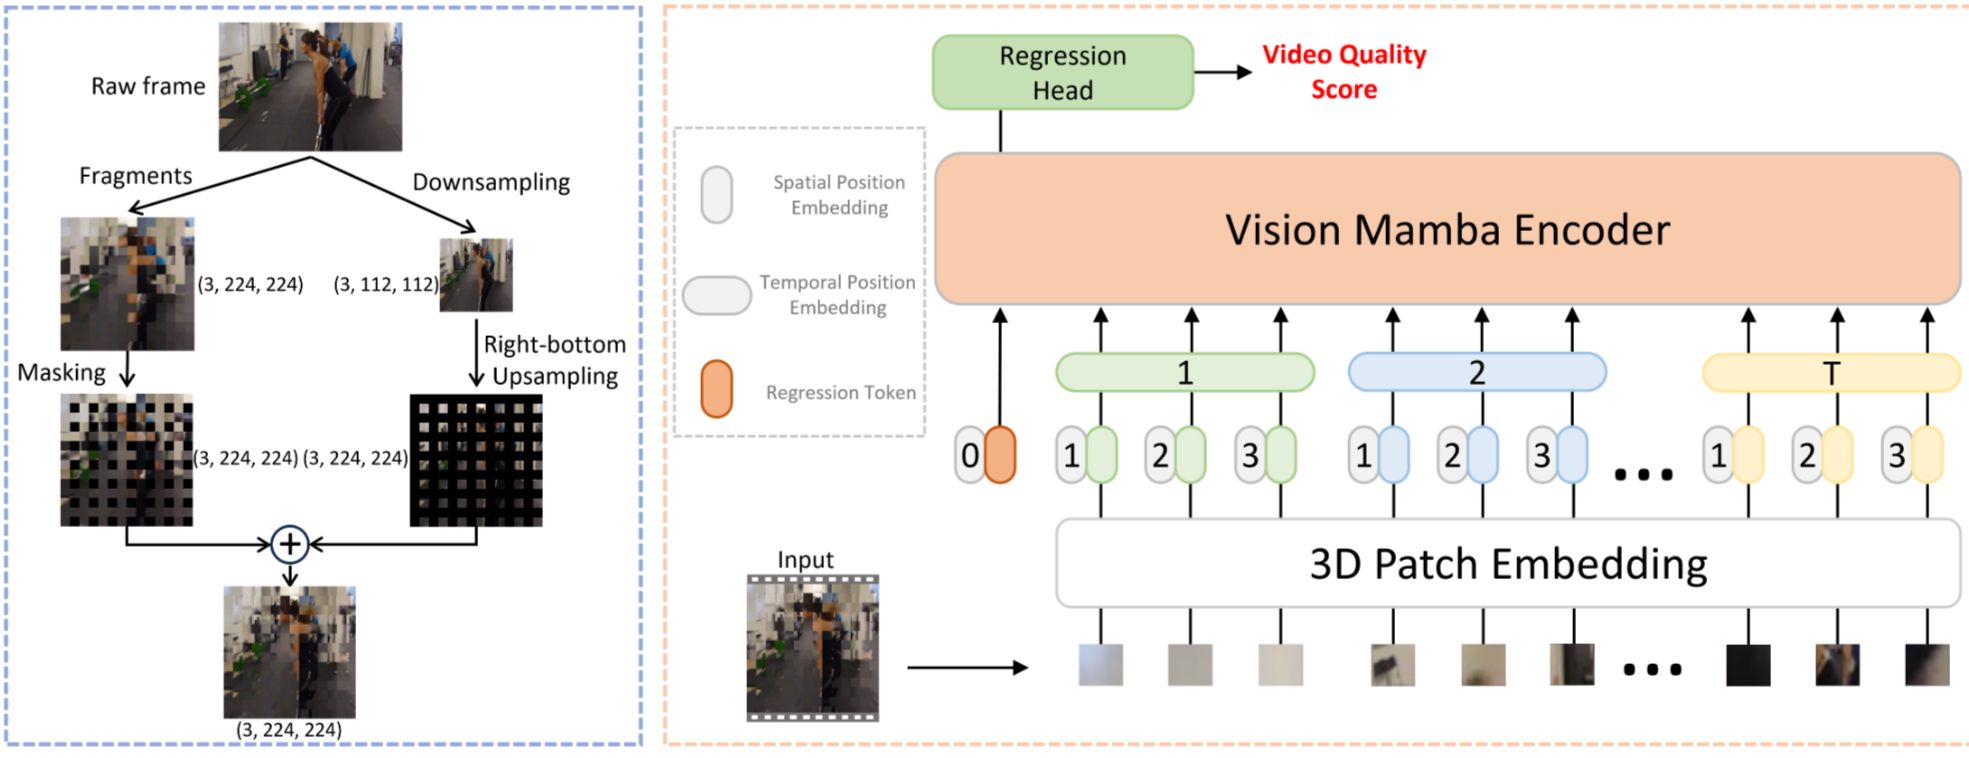 Raw frame
Fragments
Downsampling
(3, 224, 224)
(3, 112, 112)
Masking
Right-bottom
Upsampling
(3, 224, 224)
(3, 224, 224)
+
(3, 224, 224)
Regression
Head
Video Quality
Score
Spatial Position
Embedding
Temporal Position
Embedding
Regression Token
Vision Mamba Encoder
1
2
T
0
1
2
3
1
2
3
...
1
2
3
3D Patch Embedding
Input
...